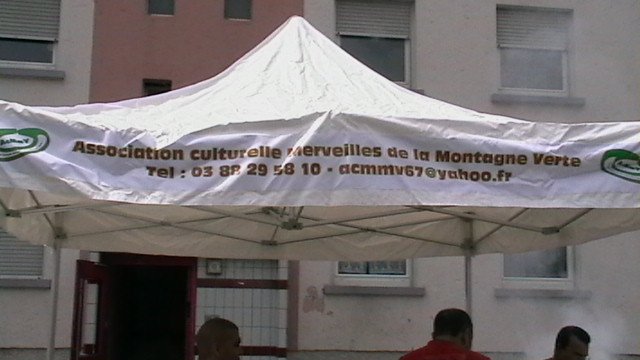 Association culturelle merveilles de la Montagne Verte
Tel : 03 88 29 58 10 - acmmv67@yahoo.fr